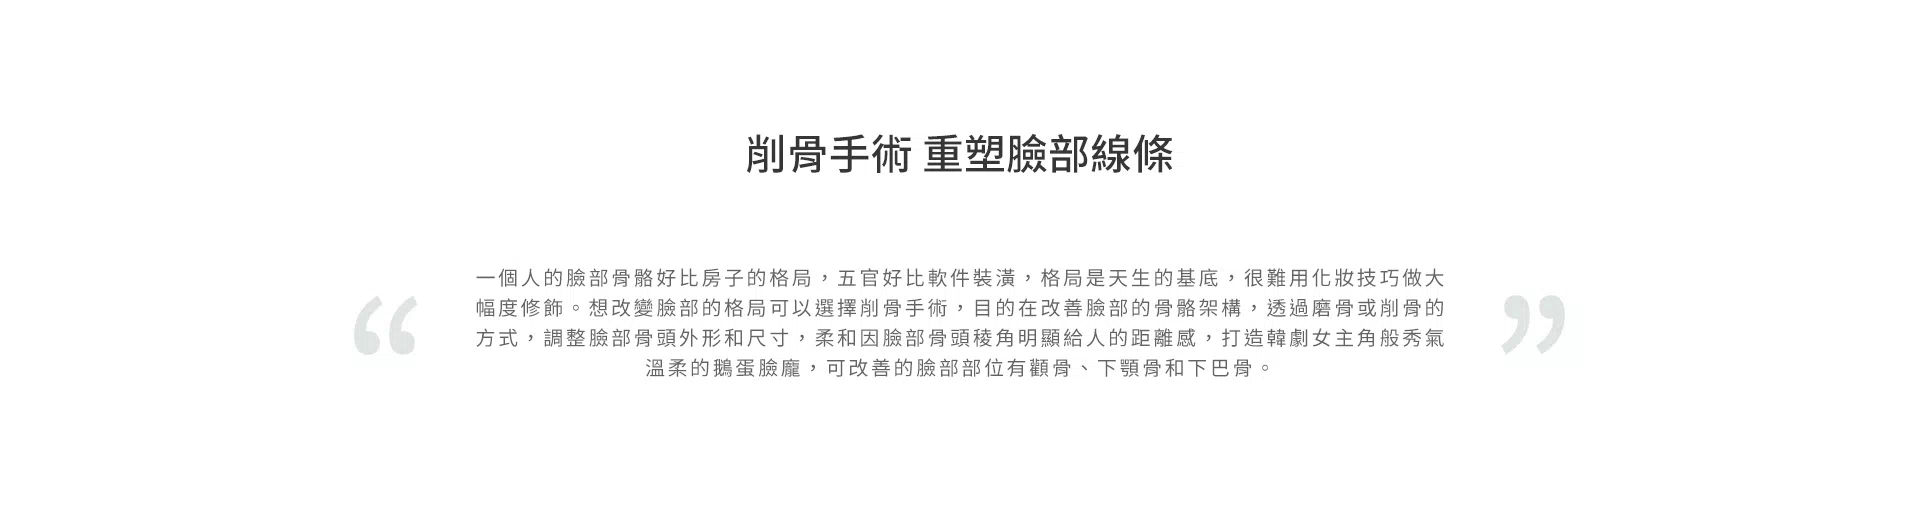 削骨手術 重塑臉部線條
一個人的臉部骨骼好比房子的格局，五官好比軟件裝潢，格局是天生的基底，很難用化妝技巧做大
幅度修飾。想改變臉部的格局可以選擇削骨手術，目的在改善臉部的骨骼架構，透過磨骨或削骨的
方式，調整臉部骨頭外形和尺寸，柔和因臉部骨頭稜角明顯給人的距離感，打造韓劇女主角般秀氣
溫柔的鵝蛋臉龐，可改善的臉部部位有顴骨、下顎骨和下巴骨。